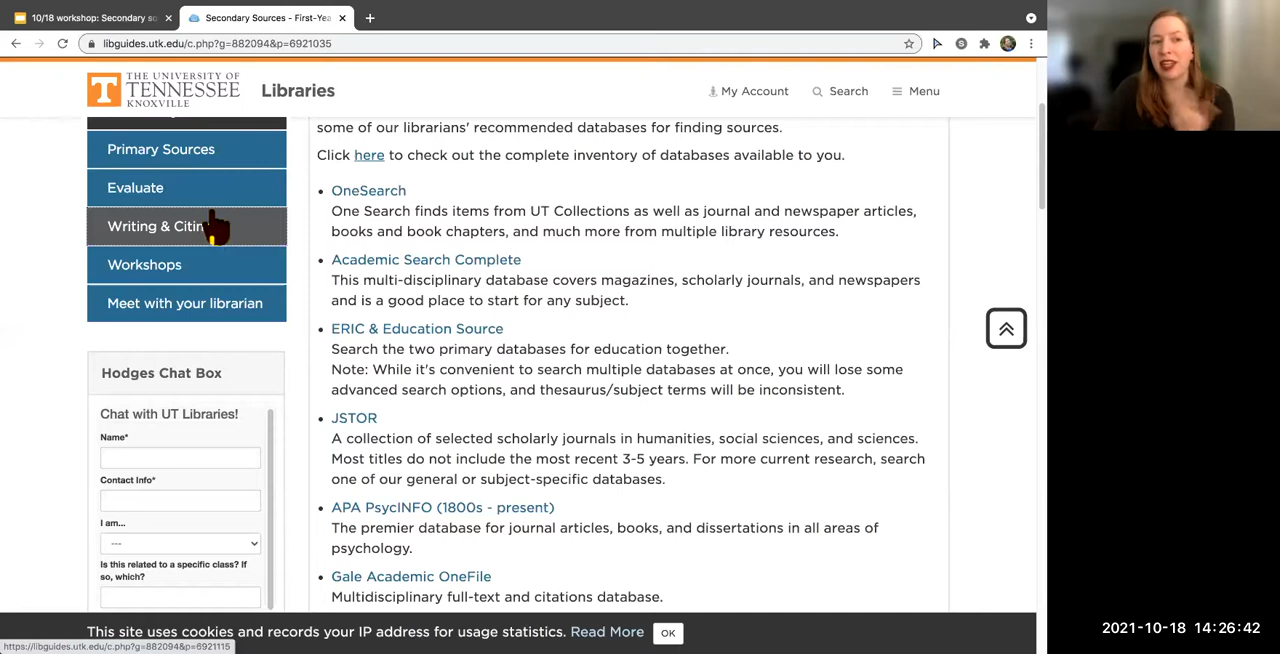 10/18 workshop: Secondary so
Secondary Sources - First-Yea
libguides.utk.edu/c.php?g=882094&p=6921035
THE UNIVERSITY OF
TENNESSEE
KNOXVILLE
Libraries
My Account
Search
Menu
some of our librarians' recommended databases for finding sources.
Click here to check out the complete inventory of databases available to you.
Primary Sources
Evaluate
Writing & Citin
Workshops
Meet with your librarian
Hodges Chat Box
Chat with UT Libraries!
Name*
Contact Info*
I am...
---
Is this related to a specific class? If
so, which?
OneSearch
One Search finds items from UT Collections as well as journal and newspaper articles,
books and book chapters, and much more from multiple library resources.
Academic Search Complete
This multi-disciplinary database covers magazines, scholarly journals, and newspapers
and is a good place to start for any subject.
ERIC & Education Source
Search the two primary databases for education together.
Note: While it's convenient to search multiple databases at once, you will lose some
advanced search options, and thesaurus/subject terms will be inconsistent.
JSTOR
A collection of selected scholarly journals in humanities, social sciences, and sciences.
Most titles do not include the most recent 3-5 years. For more current research, search
one of our general or subject-specific databases.
APA PsycINFO (1800s - present)
The premier database for journal articles, books, and dissertations in all areas of
psychology.
Gale Academic OneFile
Multidisciplinary full-text and citations database.
This site uses cookies and records your IP address for usage statistics. Read More OK
https://libguides.utk.edu/c.php?g=882094&p=6921115
2021-10-18 14:26:42